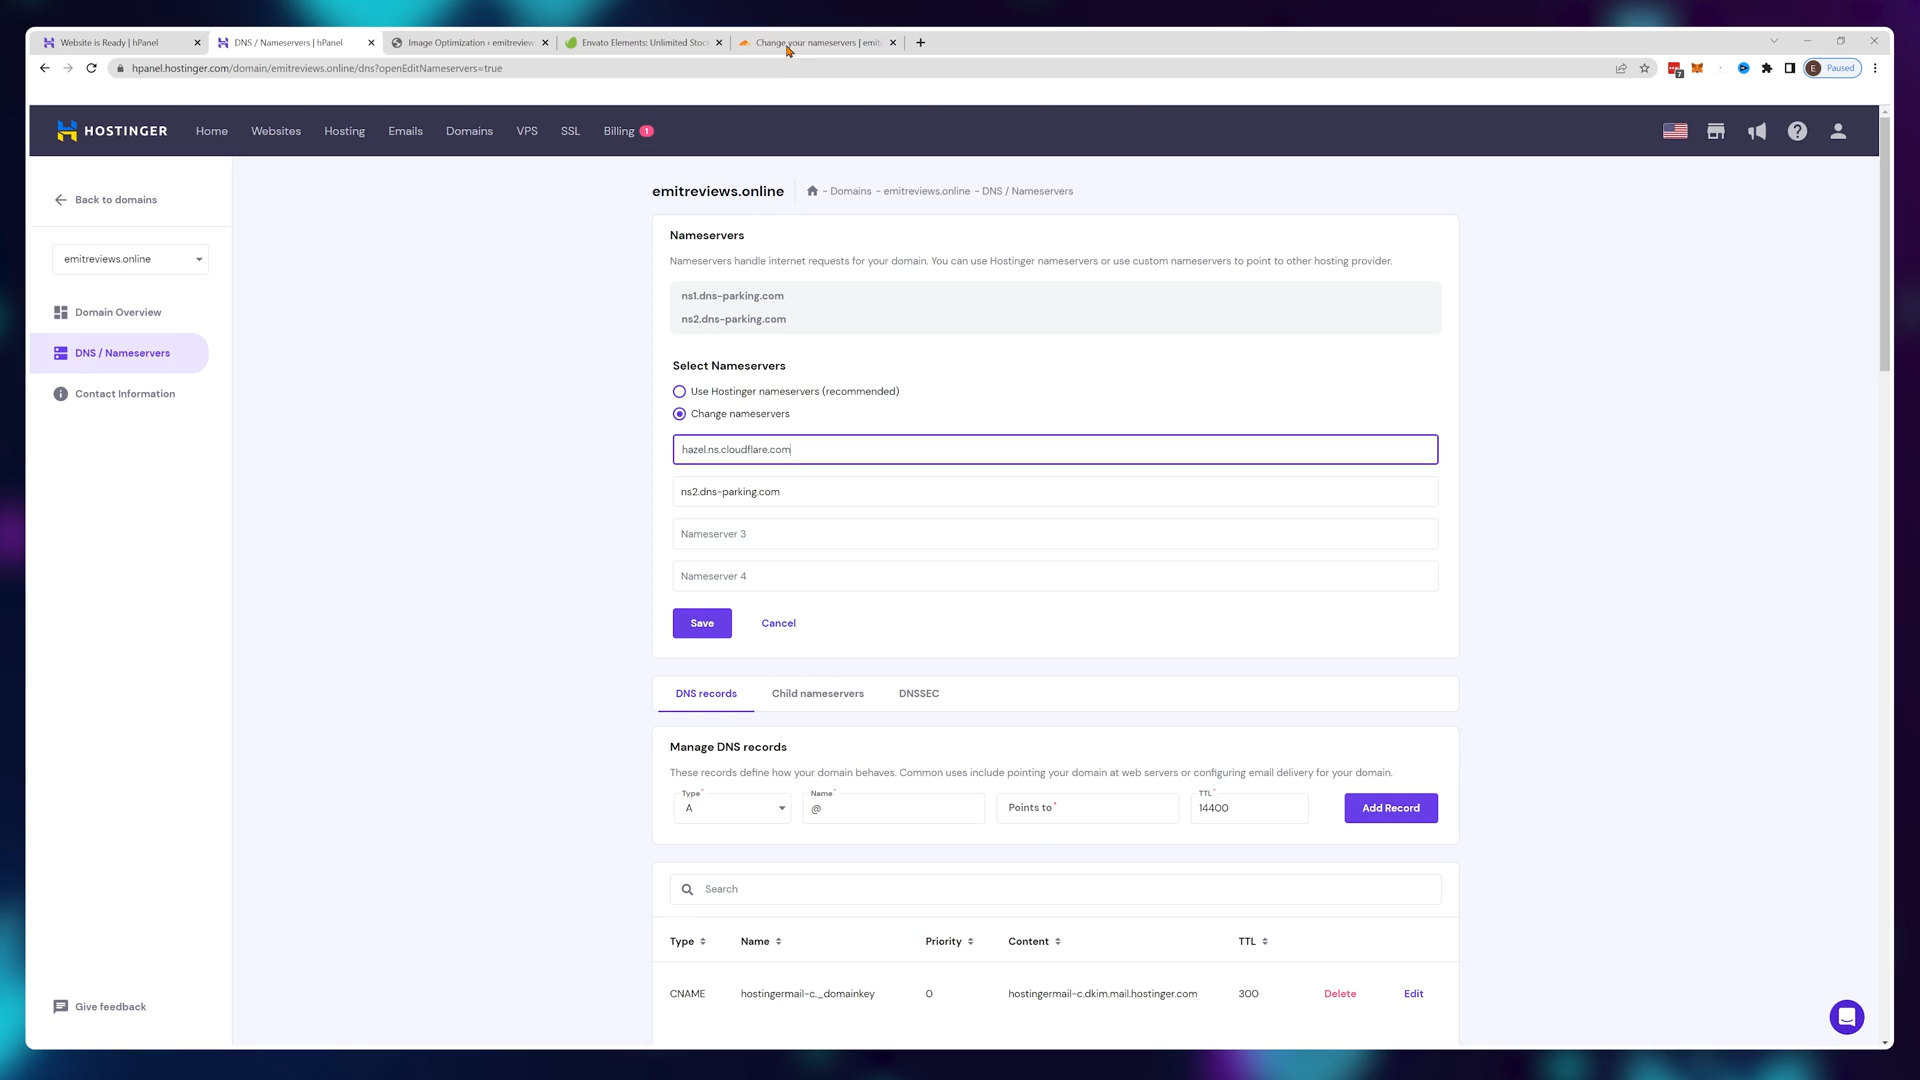 Website is Ready | hPanel
DNS / Nameservers | hPanel
Image Optimization ‹ emitreview
Envato Elements: Unlimited Stoc
Change your nameservers | emit
hpanel.hostinger.com/domain/emitreviews.online/dns?openEditNameservers=true
7
E
Paused
HOSTINGER
Home
Websites
Hosting
Emails
Domains
VPS
SSL
Billing 1
Back to domains
emitreviews.online
Domain Overview
DNS / Nameservers
Contact Information
Give feedback
emitreviews.online
- Domains - emitreviews.online - DNS / Nameservers
Nameservers
Nameservers handle internet requests for your domain. You can use Hostinger nameservers or use custom nameservers to point to other hosting provider.
ns1.dns-parking.com
ns2.dns-parking.com
Select Nameservers
Use Hostinger nameservers (recommended)
Change nameservers
hazel.ns.cloudflare.com
ns2.dns-parking.com
Nameserver 3
Nameserver 4
Save
Cancel
DNS records
Child nameservers
DNSSEC
Manage DNS records
These records define how your domain behaves. Common uses include pointing your domain at web servers or configuring email delivery for your domain.
Type*
A
Name*
@
Points to*
TTL*
14400
Add Record
Search
Type
Name
Priority
Content
TTL
CNAME
hostingermail-c._domainkey
0
hostingermail-c.dkim.mail.hostinger.com
300
Delete
Edit